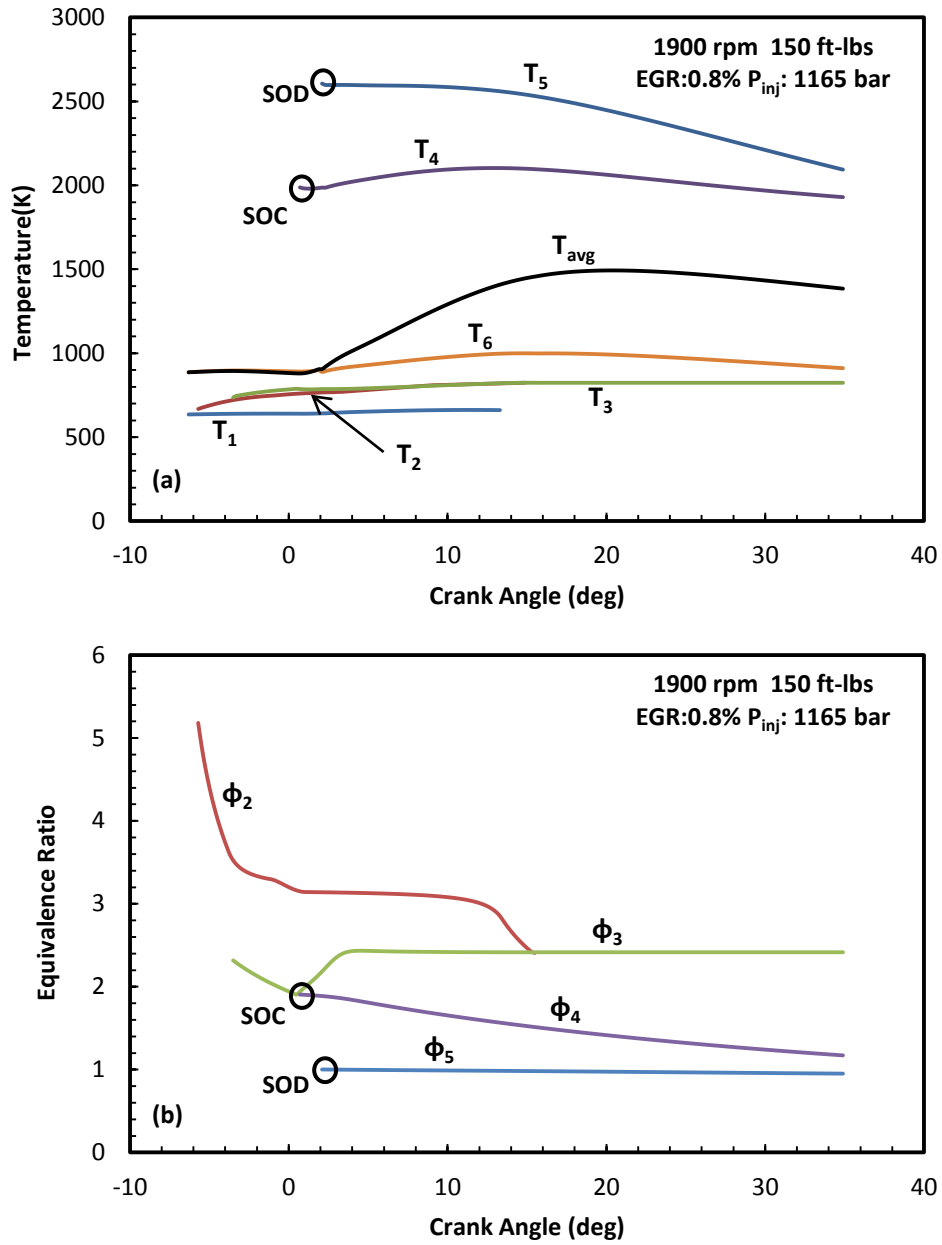 3000
2500
2000
1500
1000
500
0
Temperature(K)
1900 rpm 150 ft-lbs
EGR:0.8% Pinj: 1165 bar
SOD
T5
T4
SOC
Tavg
T6
T3
T1
T2
(a)
-10 0 10 20 30 40
Crank Angle (deg)
6
5
4
3
2
1
0
Equivalence Ratio
1900 rpm 150 ft-lbs
EGR:0.8% Pinj: 1165 bar
ϕ2
ϕ3
SOC
ϕ4
ϕ5
SOD
(b)
-10 0 10 20 30 40
Crank Angle (deg)